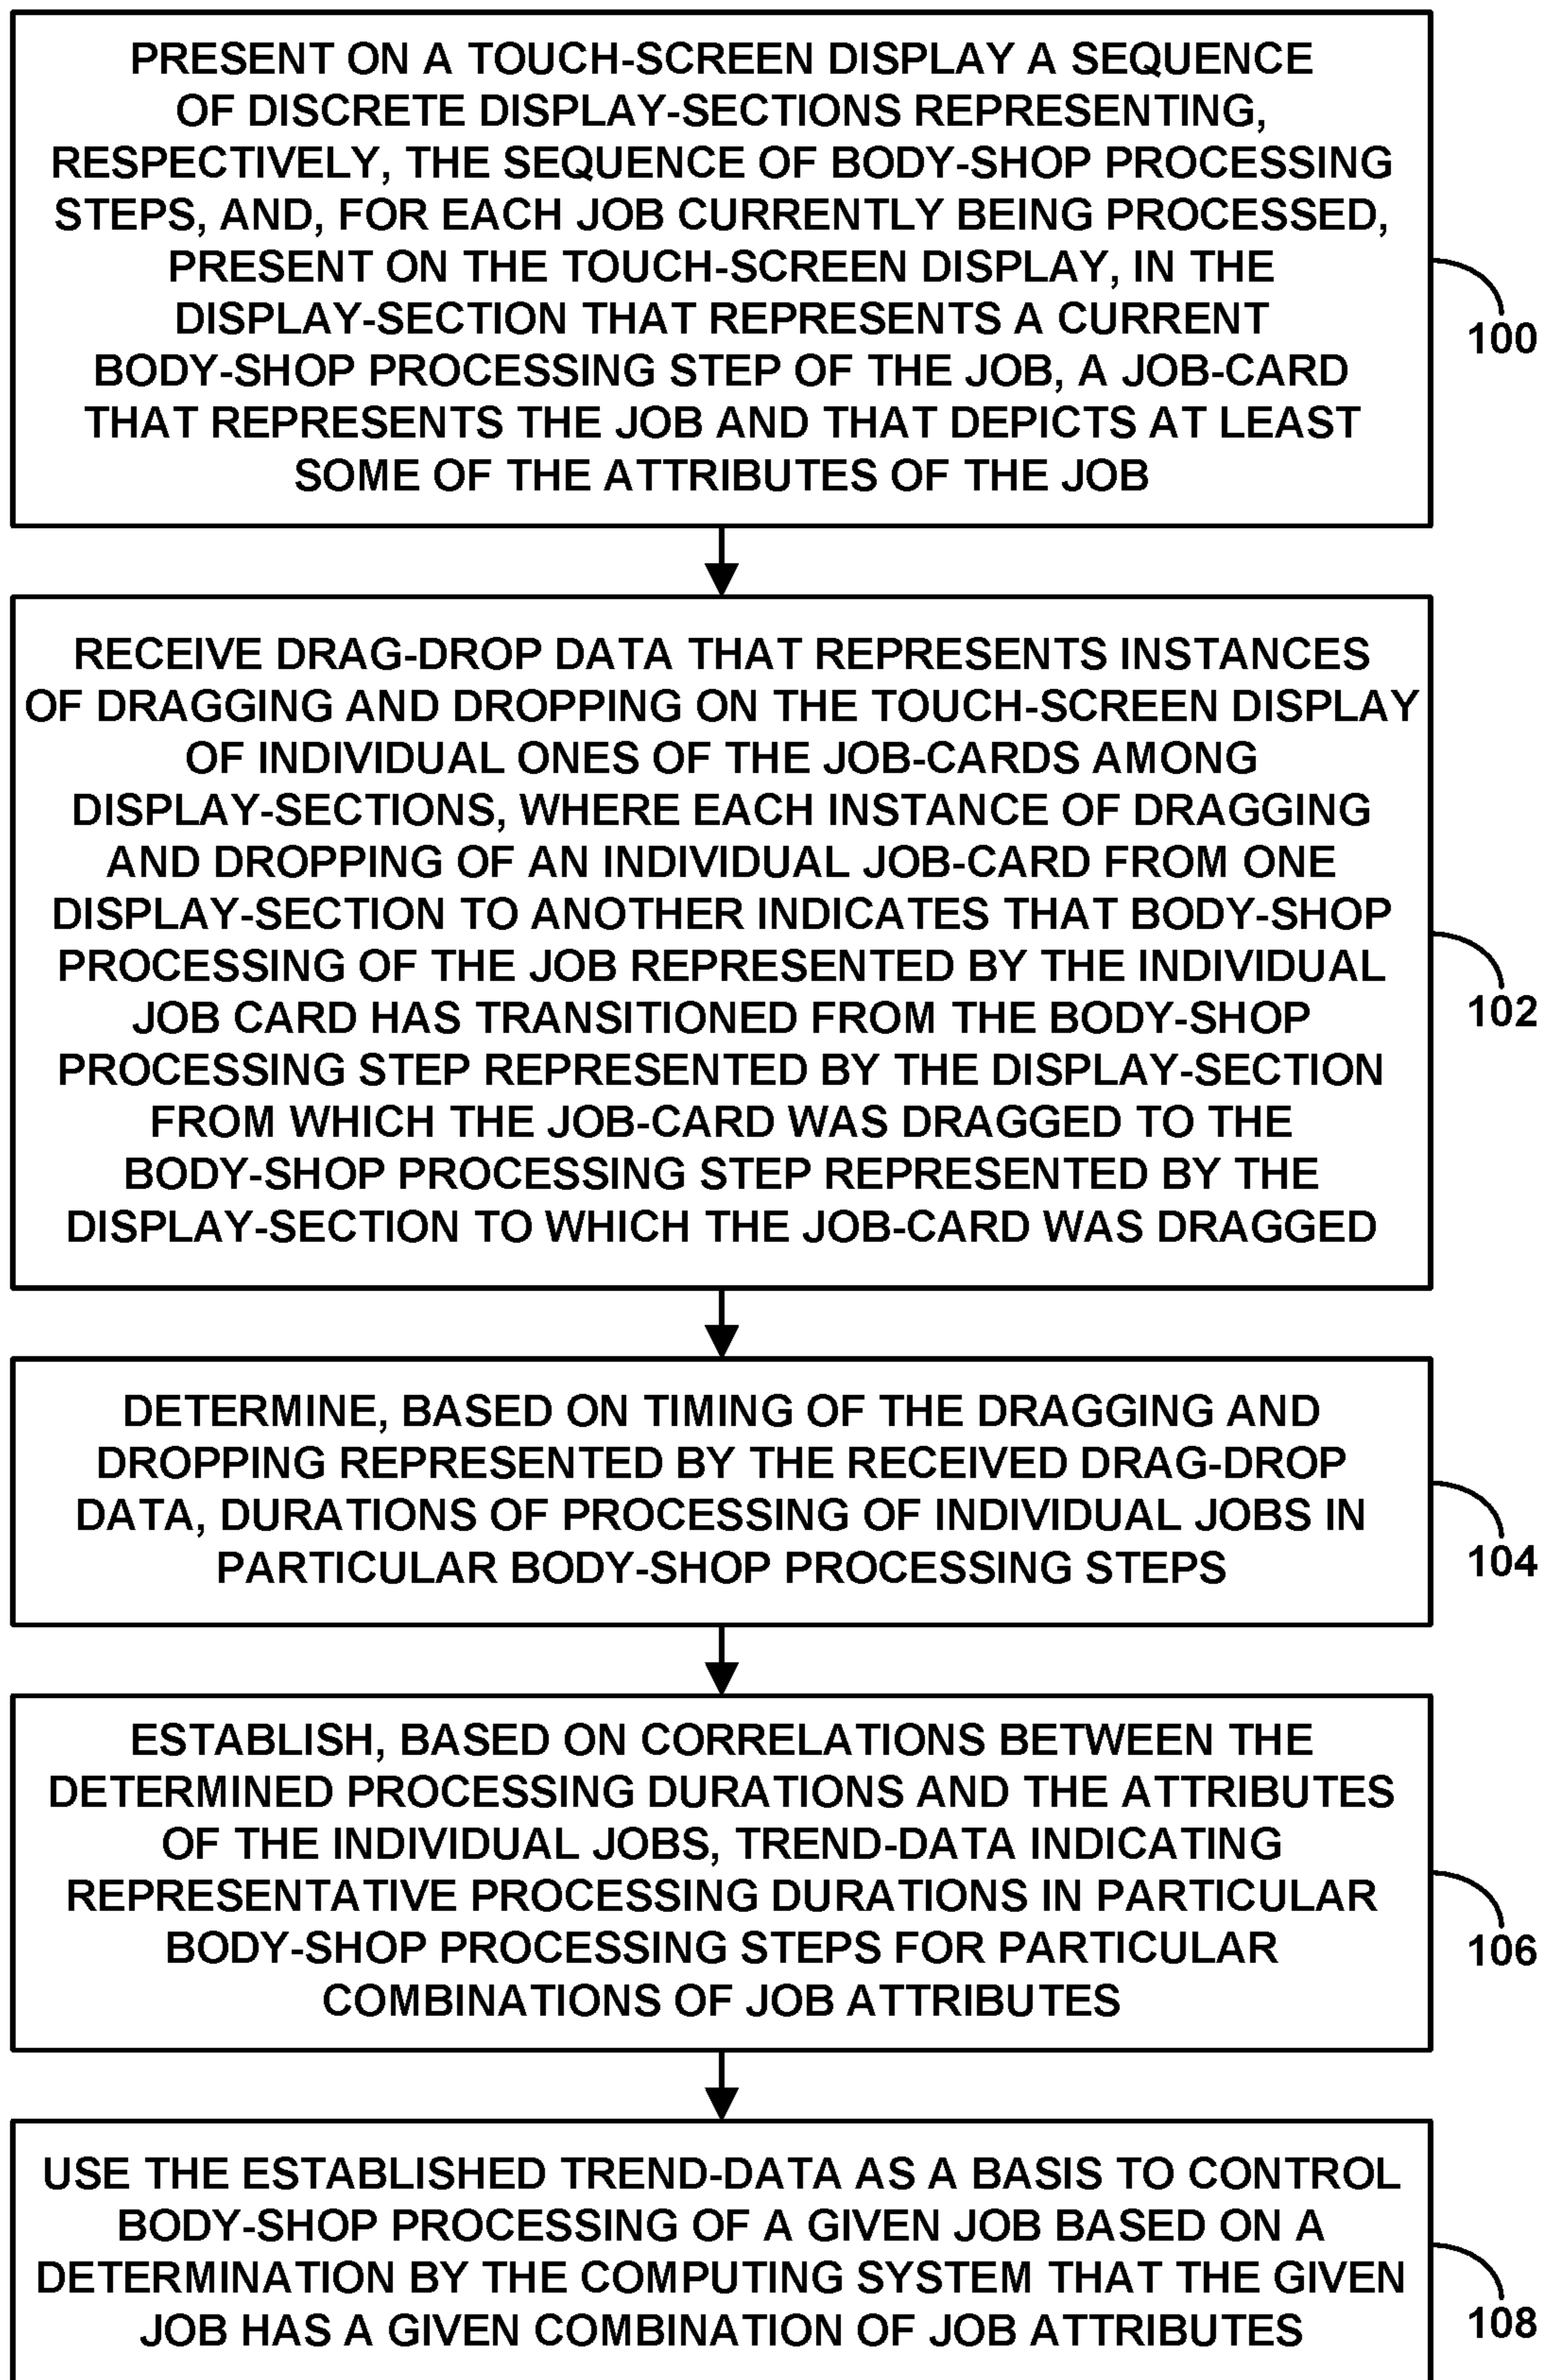 PRESENT ON A TOUCH-SCREEN DISPLAY A SEQUENCE
OF DISCRETE DISPLAY-SECTIONS REPRESENTING,
RESPECTIVELY, THE SEQUENCE OF BODY-SHOP PROCESSING
STEPS, AND, FOR EACH JOB CURRENTLY BEING PROCESSED,
PRESENT ON THE TOUCH-SCREEN DISPLAY, IN THE
DISPLAY-SECTION THAT REPRESENTS A CURRENT
BODY-SHOP PROCESSING STEP OF THE JOB, A JOB-CARD
THAT REPRESENTS THE JOB AND THAT DEPICTS AT LEAST
SOME OF THE ATTRIBUTES OF THE JOB
100
RECEIVE DRAG-DROP DATA THAT REPRESENTS INSTANCES
OF DRAGGING AND DROPPING ON THE TOUCH-SCREEN DISPLAY
OF INDIVIDUAL ONES OF THE JOB-CARDS AMONG
DISPLAY-SECTIONS, WHERE EACH INSTANCE OF DRAGGING
AND DROPPING OF AN INDIVIDUAL JOB-CARD FROM ONE
DISPLAY-SECTION TO ANOTHER INDICATES THAT BODY-SHOP
PROCESSING OF THE JOB REPRESENTED BY THE INDIVIDUAL
JOB CARD HAS TRANSITIONED FROM THE BODY-SHOP
PROCESSING STEP REPRESENTED BY THE DISPLAY-SECTION
FROM WHICH THE JOB-CARD WAS DRAGGED TO THE
BODY-SHOP PROCESSING STEP REPRESENTED BY THE
DISPLAY-SECTION TO WHICH THE JOB-CARD WAS DRAGGED
102
DETERMINE, BASED ON TIMING OF THE DRAGGING AND
DROPPING REPRESENTED BY THE RECEIVED DRAG-DROP
DATA, DURATIONS OF PROCESSING OF INDIVIDUAL JOBS IN
PARTICULAR BODY-SHOP PROCESSING STEPS
104
ESTABLISH, BASED ON CORRELATIONS BETWEEN THE
DETERMINED PROCESSING DURATIONS AND THE ATTRIBUTES
OF THE INDIVIDUAL JOBS, TREND-DATA INDICATING
REPRESENTATIVE PROCESSING DURATIONS IN PARTICULAR
BODY-SHOP PROCESSING STEPS FOR PARTICULAR
COMBINATIONS OF JOB ATTRIBUTES
106
USE THE ESTABLISHED TREND-DATA AS A BASIS TO CONTROL
BODY-SHOP PROCESSING OF A GIVEN JOB BASED ON A
DETERMINATION BY THE COMPUTING SYSTEM THAT THE GIVEN
JOB HAS A GIVEN COMBINATION OF JOB ATTRIBUTES
108